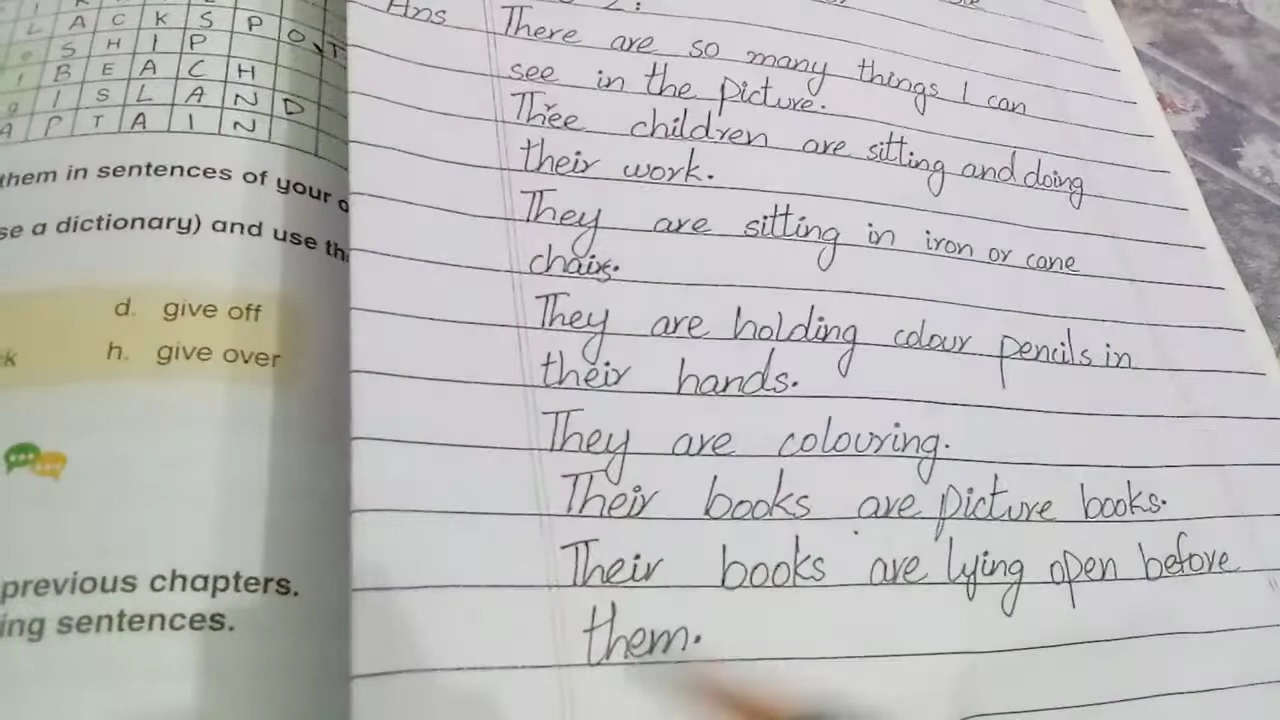 L A C K S P O T
S H I P
B E A C H
I S L A N D
A P T A I N
them in sentences of your
se a dictionary) and use
d. give off
k h. give over
previous chapters.
ing sentences.
Ans There are so many things I can
see in the picture.
Three children are sitting and doing
their work.
They are sitting in iron or cane
chairs.
They are holding colour pencils in
their hands.
They are colouring.
Their books are picture books.
Their books are lying open before
them.